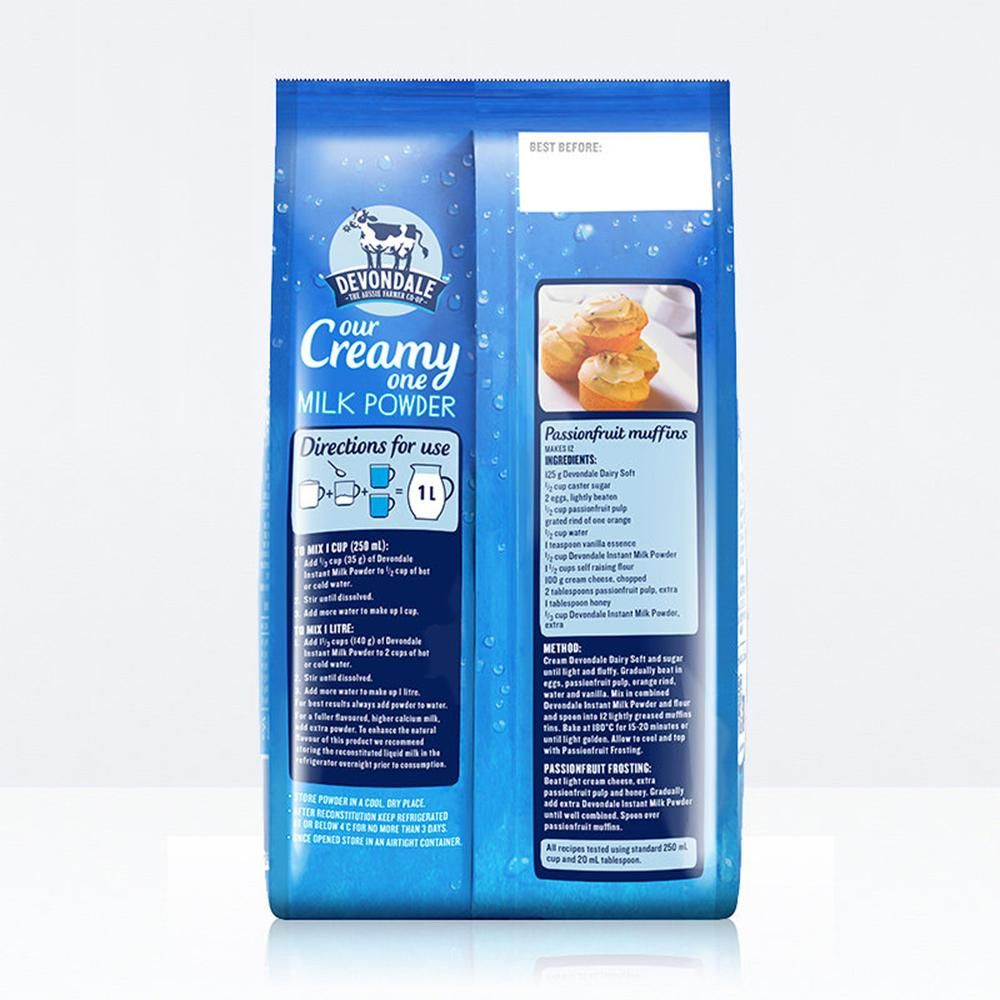 BEST BEFORE:
DEVONDALE
- THE AUSSIE FARMER CO-OP -
our
Creamy
one
MILK POWDER
Directions for use
+ + = 1L
TO MIX 1 CUP (250 mL):
1. Add 1/3 cup (35 g) of Devondale
Instant Milk Powder to 1/2 cup of hot
or cold water.
2. Stir until dissolved.
3. Add more water to make up 1 cup.
TO MIX 1 LITRE:
1. Add 1 1/3 cups (140 g) of Devondale
Instant Milk Powder to 2 cups of hot
or cold water.
2. Stir until dissolved.
3. Add more water to make up 1 litre.
For best results always add powder to water.
For a fuller flavoured, higher calcium milk,
add extra powder. To enhance the natural
flavour of this product we recommend
storing the reconstituted liquid milk in the
refrigerator overnight prior to consumption.
• STORE POWDER IN A COOL, DRY PLACE.
• AFTER RECONSTITUTION KEEP REFRIGERATED
AT OR BELOW 4°C FOR NO MORE THAN 3 DAYS.
• ONCE OPENED STORE IN AN AIRTIGHT CONTAINER.
Passionfruit muffins
MAKES 12
INGREDIENTS:
125 g Devondale Dairy Soft
1/2 cup caster sugar
2 eggs, lightly beaten
1/2 cup passionfruit pulp
grated rind of one orange
1/2 cup water
1 teaspoon vanilla essence
1/2 cup Devondale Instant Milk Powder
1 1/2 cups self raising flour
100 g cream cheese, chopped
2 tablespoons passionfruit pulp, extra
1 tablespoon honey
1/3 cup Devondale Instant Milk Powder,
extra
METHOD:
Cream Devondale Dairy Soft and sugar
until light and fluffy. Gradually beat in
eggs, passionfruit pulp, orange rind,
water and vanilla. Mix in combined
Devondale Instant Milk Powder and flour
and spoon into 12 lightly greased muffins
tins. Bake at 180°C for 15-20 minutes or
until light golden. Allow to cool and top
with Passionfruit Frosting.
PASSIONFRUIT FROSTING:
Beat light cream cheese, extra
passionfruit pulp and honey. Gradually
add extra Devondale Instant Milk Powder
until well combined. Spoon over
passionfruit muffins.
All recipes tested using standard 250 mL
cup and 20 mL tablespoon.